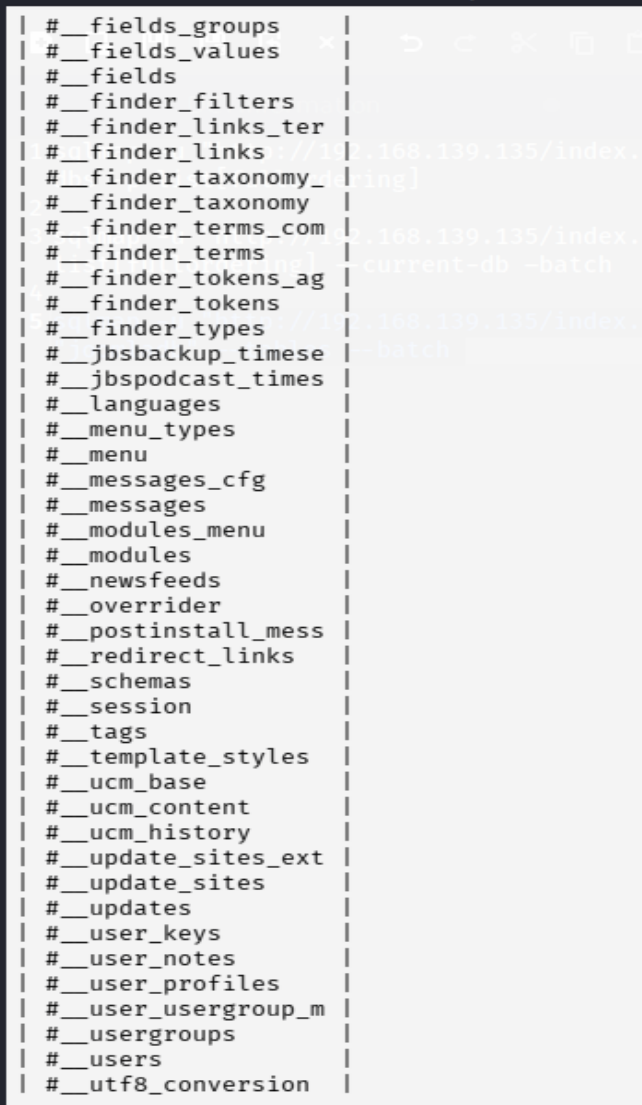 | #__fields_groups |
| #__fields_values |
| #__fields |
| #__finder_filters |
| #__finder_links_ter |
| #__finder_links |
| #__finder_taxonomy_ |
| #__finder_taxonomy |
| #__finder_terms_com |
| #__finder_terms |
| #__finder_tokens_ag |
| #__finder_tokens |
| #__finder_types |
| #__jbsbackup_timese |
| #__jbspodcast_times |
| #__languages |
| #__menu_types |
| #__menu |
| #__messages_cfg |
| #__messages |
| #__modules_menu |
| #__modules |
| #__newsfeeds |
| #__overrider |
| #__postinstall_mess |
| #__redirect_links |
| #__schemas |
| #__session |
| #__tags |
| #__template_styles |
| #__ucm_base |
| #__ucm_content |
| #__ucm_history |
| #__update_sites_ext |
| #__update_sites |
| #__updates |
| #__user_keys |
| #__user_notes |
| #__user_profiles |
| #__user_usergroup_m |
| #__usergroups |
| #__users |
| #__utf8_conversion |